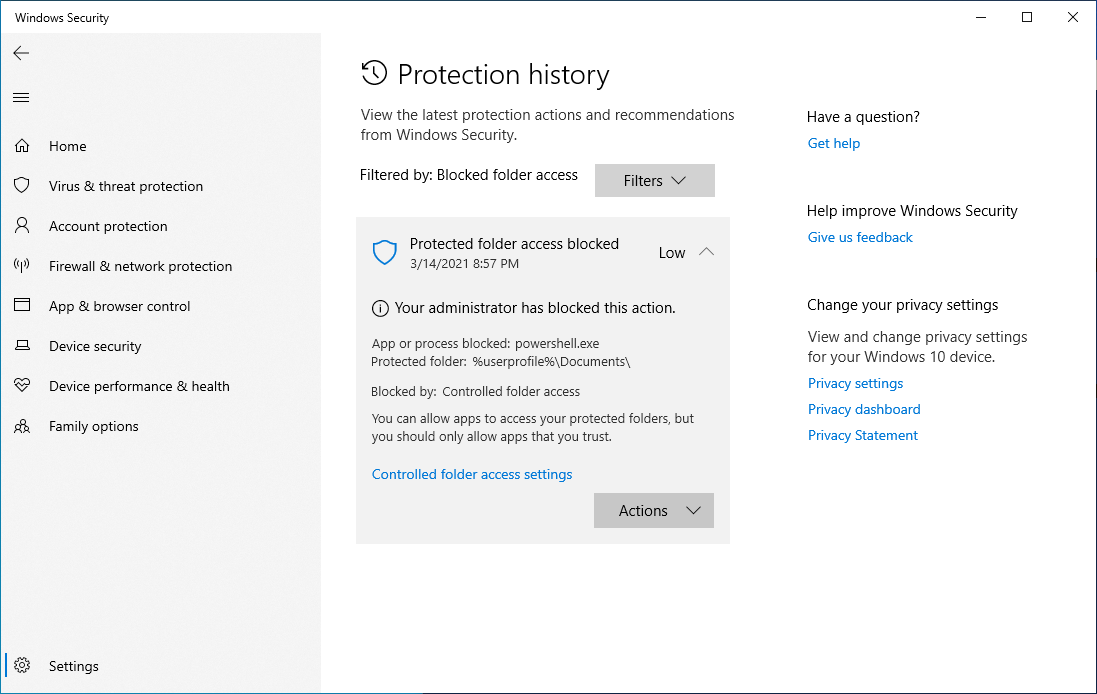 Windows Security
Home
Virus & threat protection
Account protection
Firewall & network protection
App & browser control
Device security
Device performance & health
Family options
Settings
Protection history
View the latest protection actions and recommendations
from Windows Security.
Filtered by: Blocked folder access
Filters
Protected folder access blocked
3/14/2021 8:57 PM
Low
Your administrator has blocked this action.
App or process blocked: powershell.exe
Protected folder: %userprofile%\Documents\
Blocked by: Controlled folder access
You can allow apps to access your protected folders, but
you should only allow apps that you trust.
Controlled folder access settings
Actions
Have a question?
Get help
Help improve Windows Security
Give us feedback
Change your privacy settings
View and change privacy settings
for your Windows 10 device.
Privacy settings
Privacy dashboard
Privacy Statement